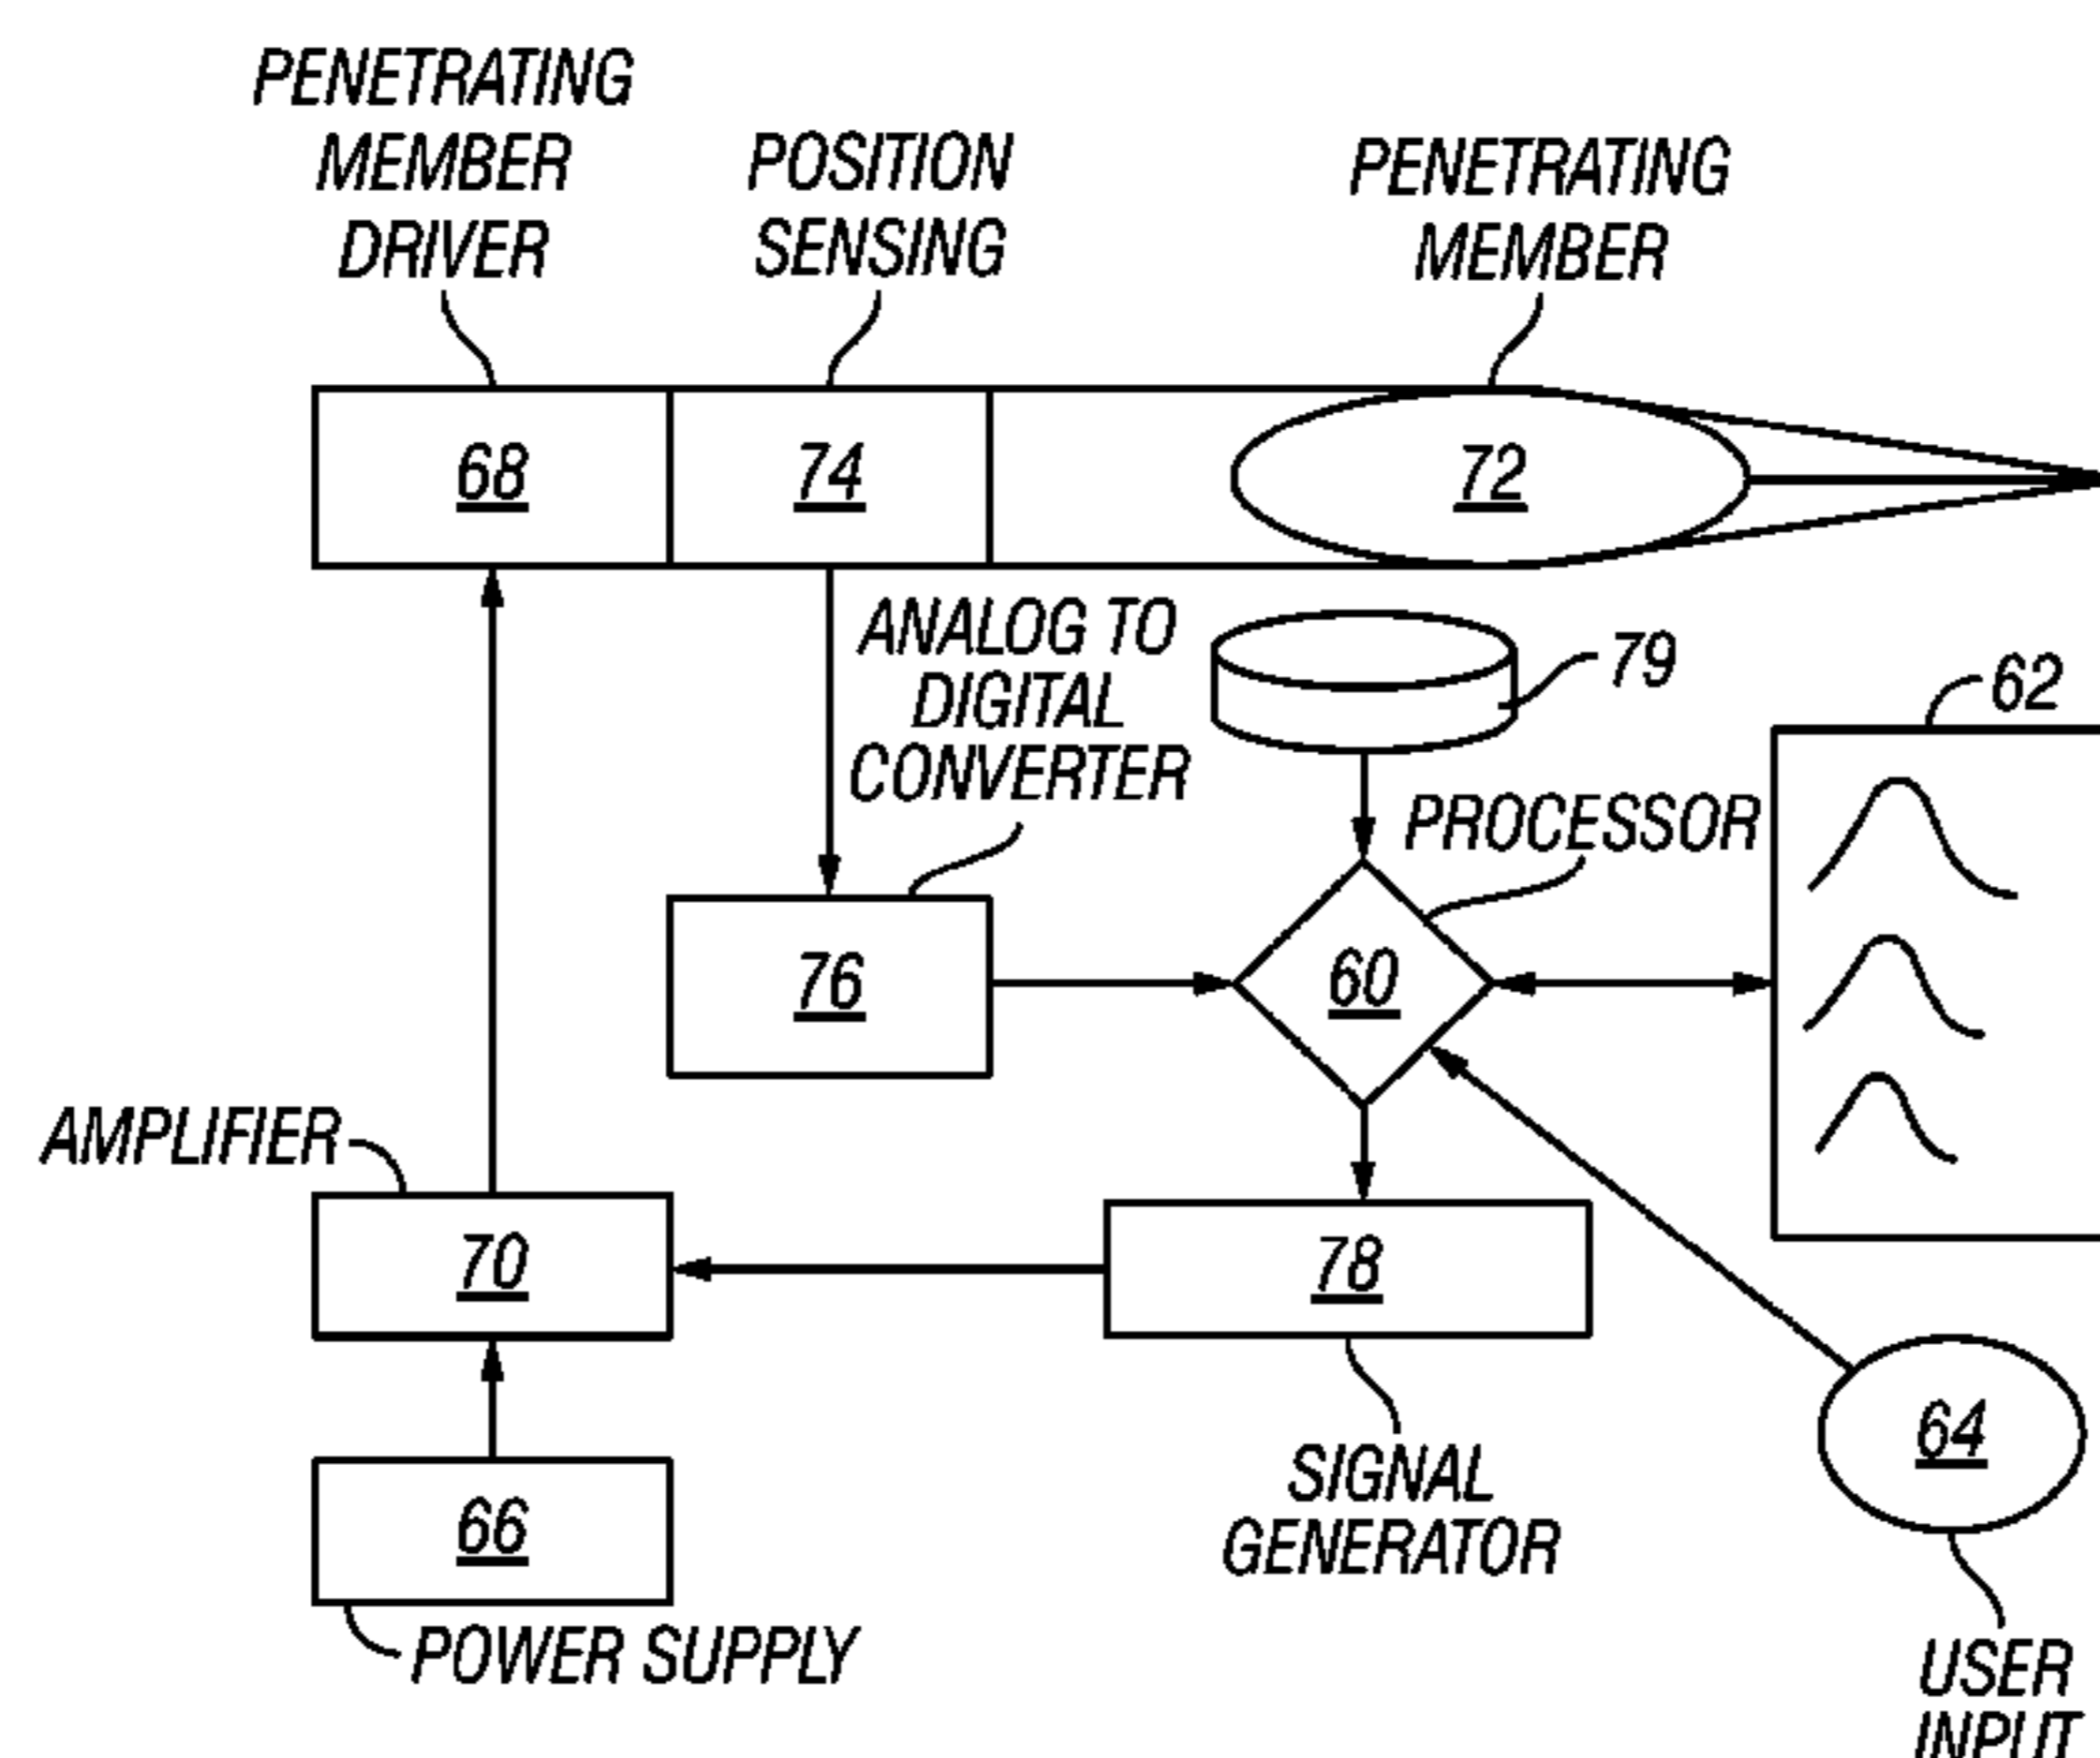 PENETRATING
MEMBER
DRIVER
POSITION
SENSING
PENETRATING
MEMBER
68
74
72
ANALOG TO
DIGITAL
CONVERTER
79
62
PROCESSOR
76
60
AMPLIFIER
70
78
64
66
SIGNAL
GENERATOR
POWER SUPPLY
USER
INPUT